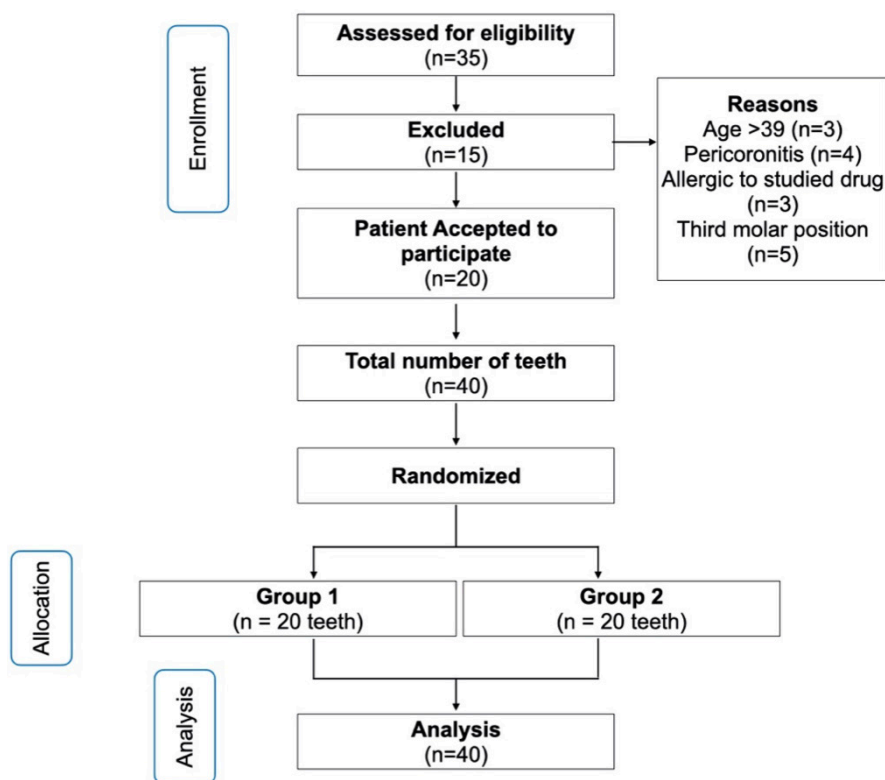 Enrollment
Assessed for eligibility
(n=35)
Excluded
(n=15)
Reasons
Age >39 (n=3)
Pericoronitis (n=4)
Allergic to studied drug
(n=3)
Third molar position
(n=5)
Patient Accepted to
participate
(n=20)
Total number of teeth
(n=40)
Randomized
Allocation
Group 1
(n = 20 teeth)
Group 2
(n = 20 teeth)
Analysis
Analysis
(n=40)